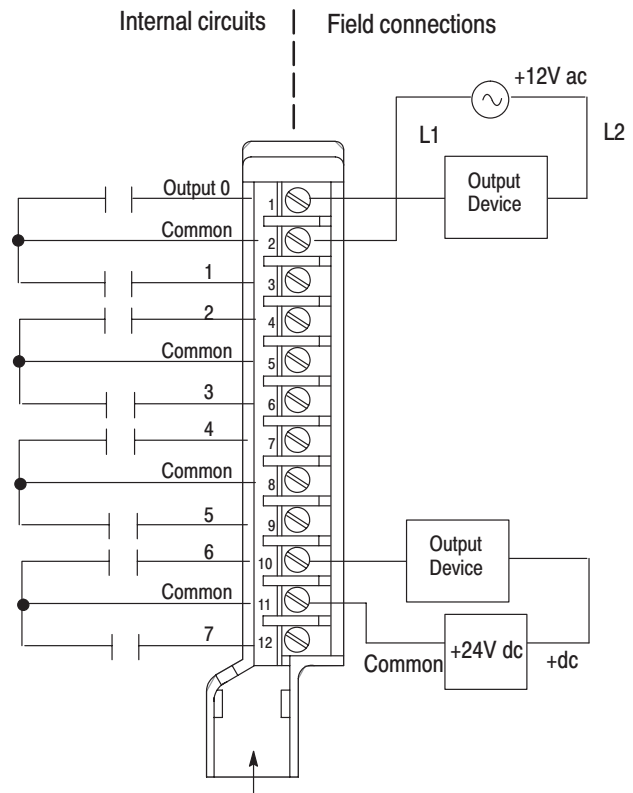 Internal circuits
Field connections
+12V ac
L1
L2
Output Device
Output 0
1
Common
2
1
3
2
4
Common
5
3
6
4
7
Common
8
5
9
6
10
Output Device
Common
11
7
12
Common
+24V dc
+dc